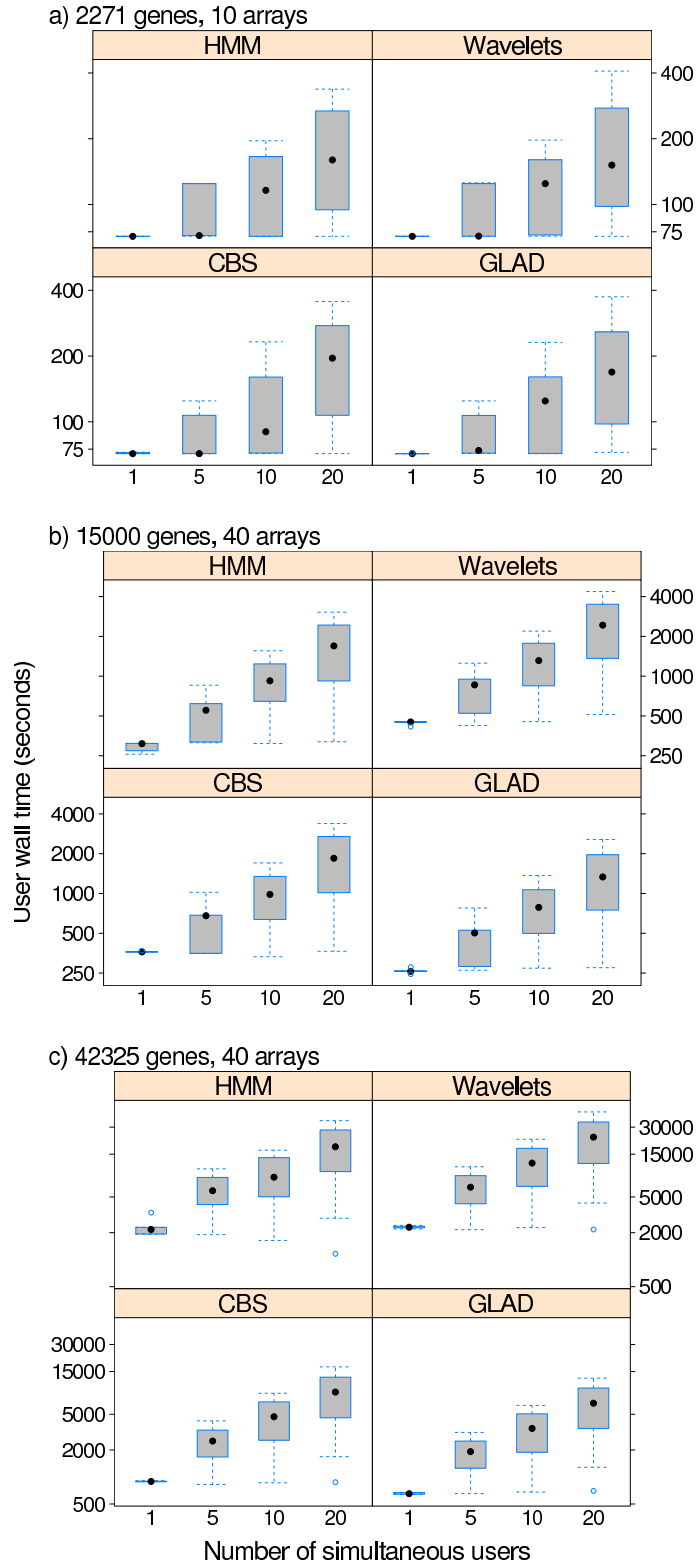 a) 2271 genes, 10 arrays
HMM
Wavelets
400
200
100
75
CBS
GLAD
400
200
100
75
1 5 10 20
1 5 10 20
b) 15000 genes, 40 arrays
HMM
Wavelets
4000
2000
1000
500
250
CBS
GLAD
4000
2000
1000
500
250
1 5 10 20
1 5 10 20
User wall time (seconds)
c) 42325 genes, 40 arrays
HMM
Wavelets
30000
15000
5000
2000
500
CBS
GLAD
30000
15000
5000
2000
500
1 5 10 20
1 5 10 20
Number of simultaneous users